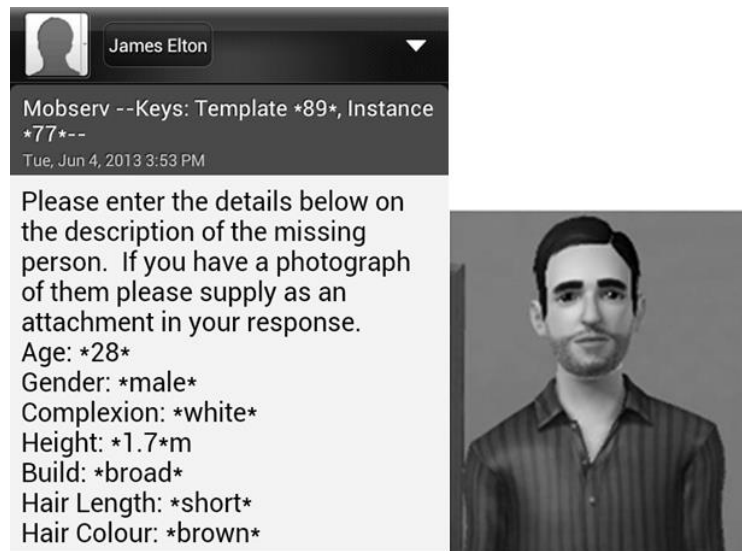 James Elton
Mobserv --Keys: Template *89*, Instance
*77*--
Tue, Jun 4, 2013 3:53 PM
Please enter the details below on
the description of the missing
person.  If you have a photograph
of them please supply as an
attachment in your response.
Age: *28*
Gender: *male*
Complexion: *white*
Height: *1.7*m
Build: *broad*
Hair Length: *short*
Hair Colour: *brown*